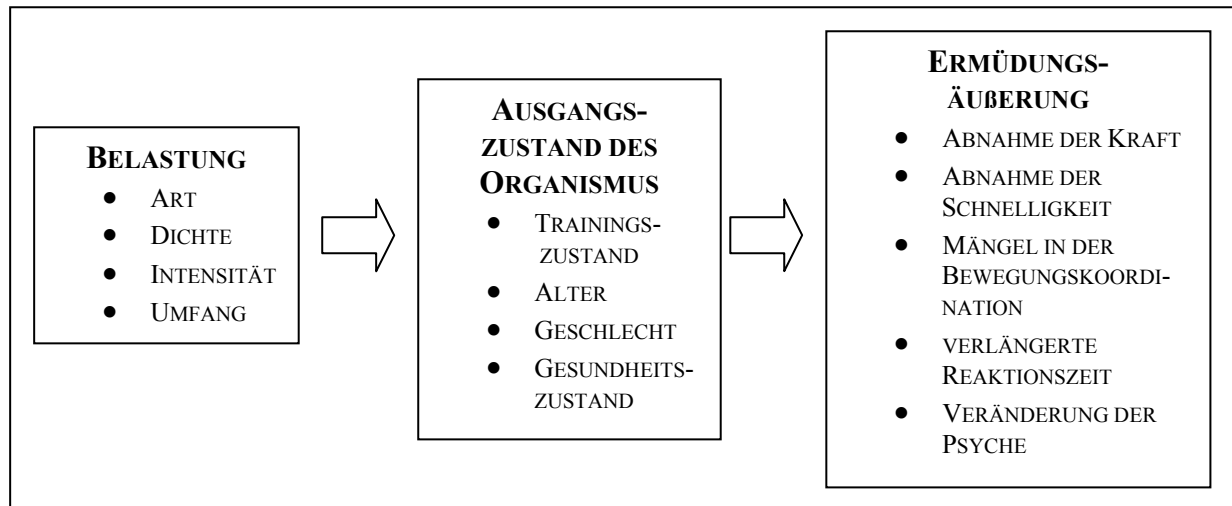 BELASTUNG
• ART
• DICHTE
• INTENSITÄT
• UMFANG
AUSGANGS-
ZUSTAND DES
ORGANISMUS
• TRAININGS-
ZUSTAND
• ALTER
• GESCHLECHT
• GESUNDHEITS-
ZUSTAND
ERMÜDUNGS-
ÄUßERUNG
• ABNAHME DER KRAFT
• ABNAHME DER
SCHNELLIGKEIT
• MÄNGEL IN DER
BEWEGUNGSKOORDI-
NATION
• VERLÄNGERTE
REAKTIONSZEIT
• VERÄNDERUNG DER
PSYCHE